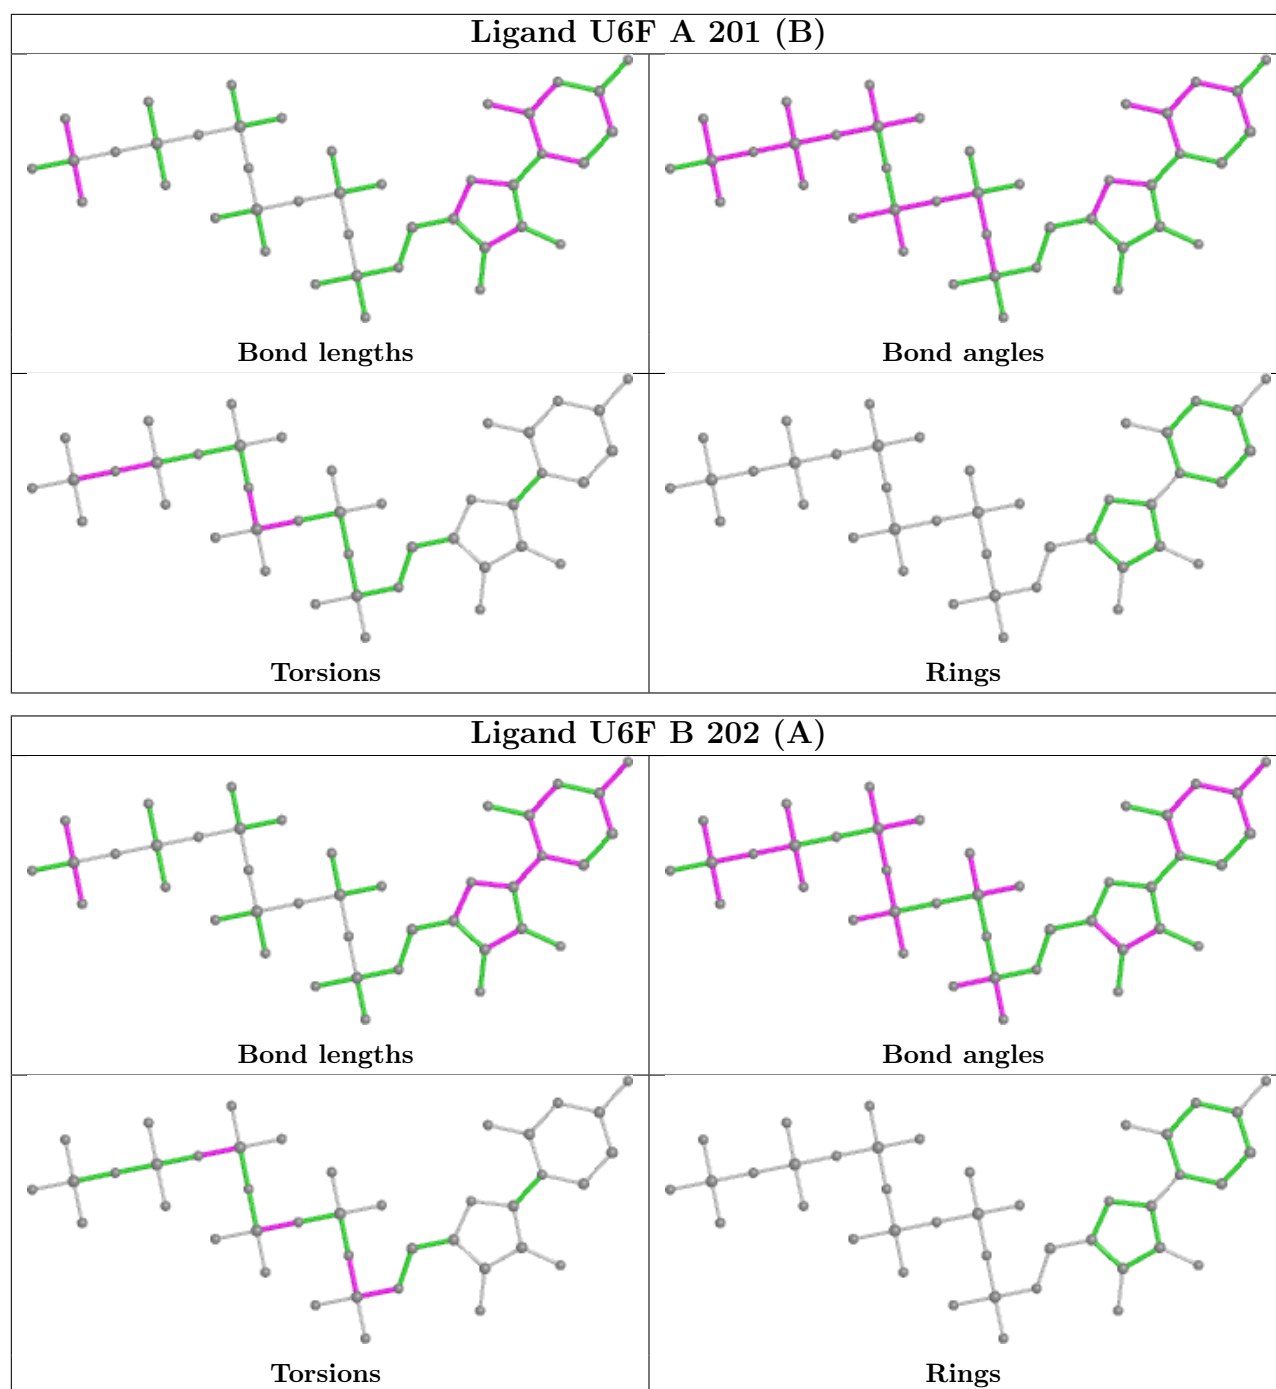 Ligand U6F A 201 (B)
Bond lengths
Bond angles
Torsions
Rings
Ligand U6F B 202 (A)
Bond lengths
Bond angles
Torsions
Rings